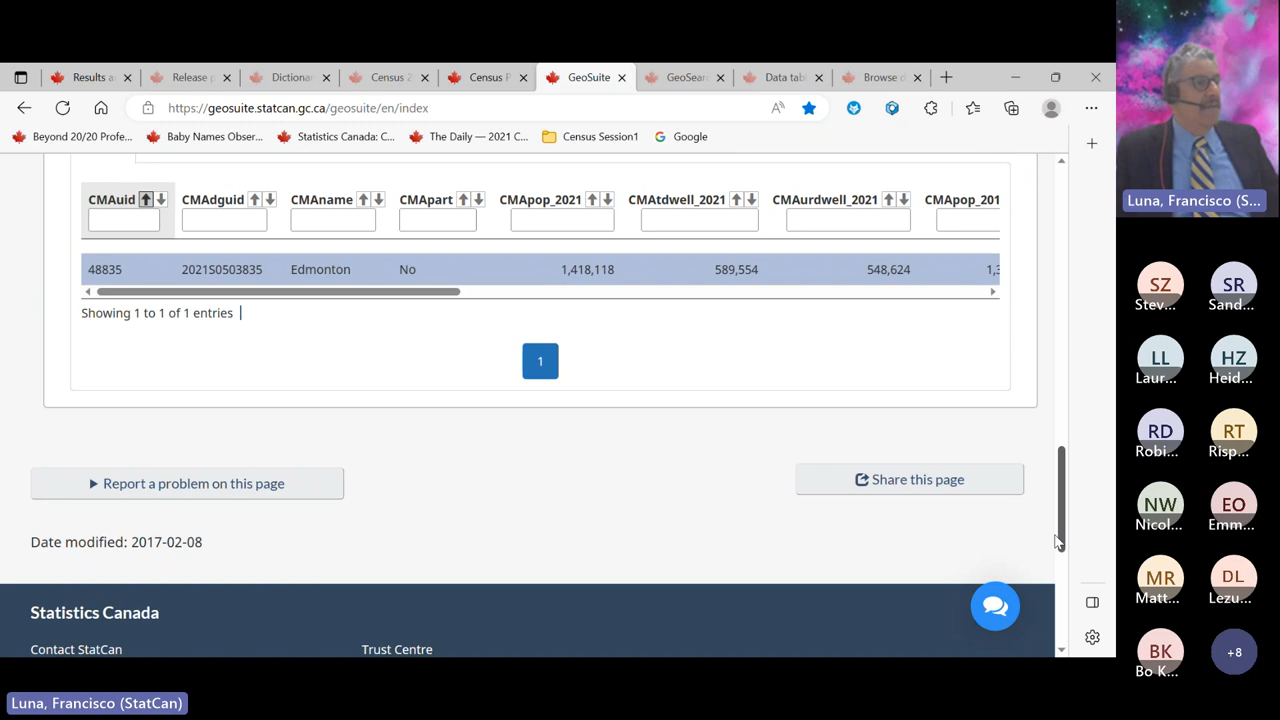 Results a
Release p
Dictionar
Census 2
Census P
GeoSuite
GeoSear
Data tab
Browse d
https://geosuite.statcan.gc.ca/geosuite/en/index
Beyond 20/20 Profe...
Baby Names Obser...
Statistics Canada: C...
The Daily — 2021 C...
Census Session1
Google
CMAuid CMAdguid CMAname CMApart CMApop_2021 CMAtdwell_2021 CMAurdwell_2021 CMApop_201
48835 2021S0503835 Edmonton No 1,418,118 589,554 548,624 1,3
Showing 1 to 1 of 1 entries
1
Report a problem on this page
Share this page
Date modified: 2017-02-08
Statistics Canada
Contact StatCan
Trust Centre
Luna, Francisco (StatCan)
Luna, Francisco (S...
SZ SR
Stev... Sand...
LL HZ
Laur... Heid...
RD RT
Robi... Risp...
NW EO
Nicol... Emm...
MR DL
Matt... Lezu...
BK +8
Bo K...